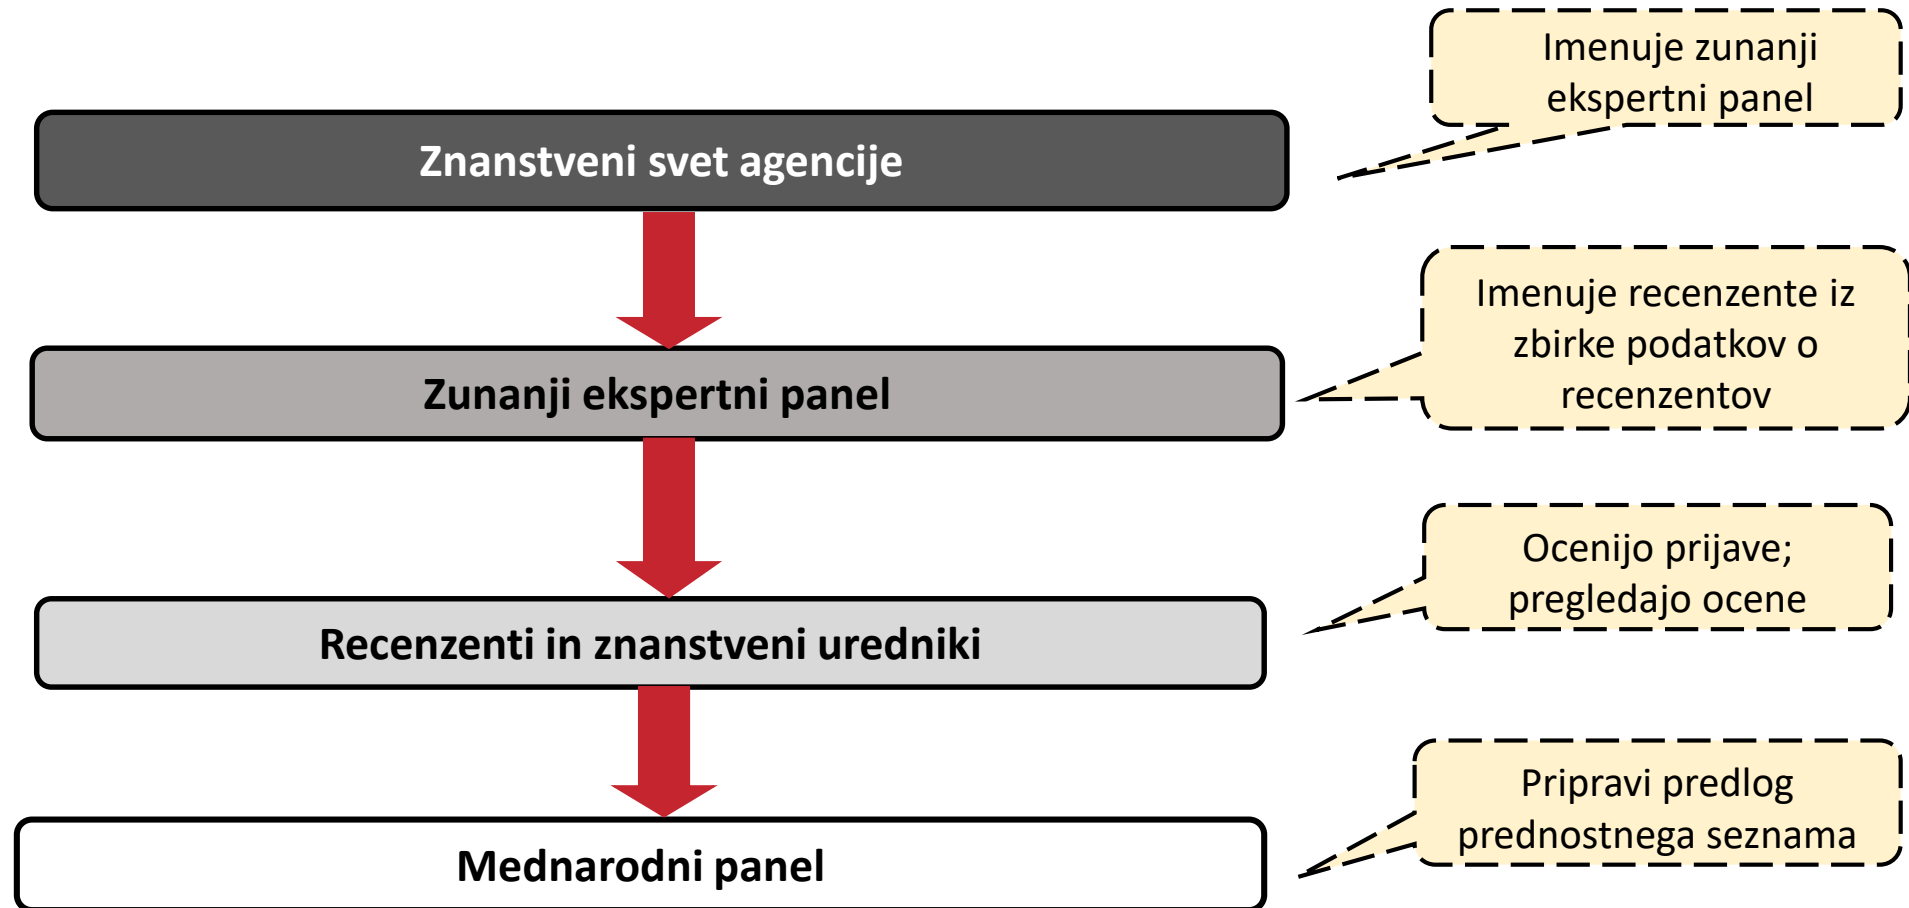 Imenuje zunanji
ekspertni panel
Znanstveni svet agencije
Imenuje recenzente iz
zbirke podatkov o
recenzentov
Zunanji ekspertni panel
Ocenijo prijave;
pregledajo ocene
Recenzenti in znanstveni uredniki
Pripravi predlog
prednostnega seznama
Mednarodni panel